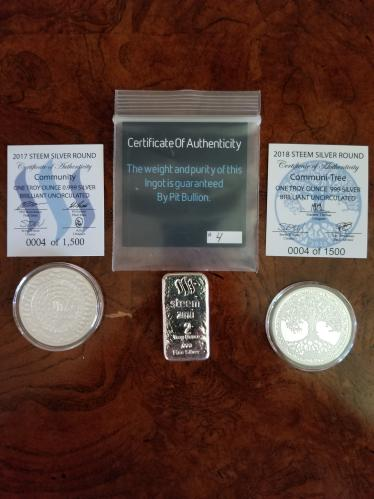 2017 STEEM SILVER ROUND
Certificate of Authenticity
Community
ONE TROY OUNCE 0.999 SILVER
BRILLIANT UNCIRCULATED
0004 of 1,500
Certificate Of Authenticity
The weight and purity of this
Ingot is guaranteed
By Pit Bullion.
# 4
2018 STEEM SILVER ROUND
Certificate of Authenticity
Communi-Tree
ONE TROY OUNCE .999 SILVER
BRILLIANT UNCIRCULATED
0004 of 1500
steem
2
Troy Ounce
.999
Fine Silver